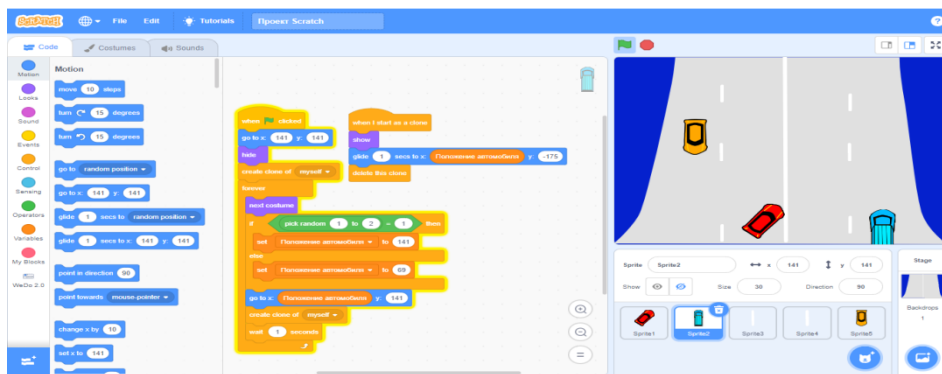 SCRATCH File Edit Tutorials Проект Scratch ?
Code Costumes Sounds
Motion
Looks
Sound
Events
Control
Sensing
Operators
Variables
My Blocks
WeDo 2.0
Motion
move 10 steps
turn 15 degrees
turn 15 degrees
go to random position
go to x: 141 y: 141
glide 1 secs to random position
glide 1 secs to x: 141 y: 141
point in direction 90
point towards mouse-pointer
change x by 10
set x to 141
when clicked
go to x: 141 y: 141
hide
create clone of myself
forever
next costume
if pick random 1 to 2 = 1 then
set Положение автомобиля to 141
else
set Положение автомобиля to 69
go to x: Положение автомобиля y: 141
create clone of myself
wait 1 seconds
when I start as a clone
show
glide 1 secs to x: Положение автомобиля y: -175
delete this clone
Sprite Sprite2 x 141 y 141
Show Size 30 Direction 90
Sprite1 Sprite2 Sprite3 Sprite4 Sprite5
Stage
Backdrops
1